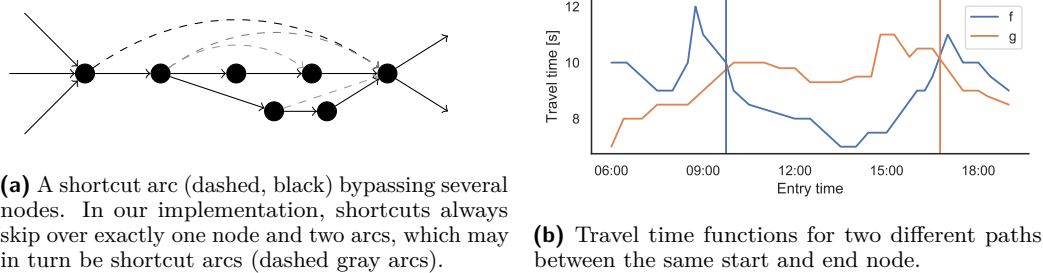 12
10
8
Travel time [s]
f
g
06:00 09:00 12:00 15:00 18:00
Entry time
(a) A shortcut arc (dashed, black) bypassing several
nodes. In our implementation, shortcuts always
skip over exactly one node and two arcs, which may
in turn be shortcut arcs (dashed gray arcs).
(b) Travel time functions for two different paths
between the same start and end node.